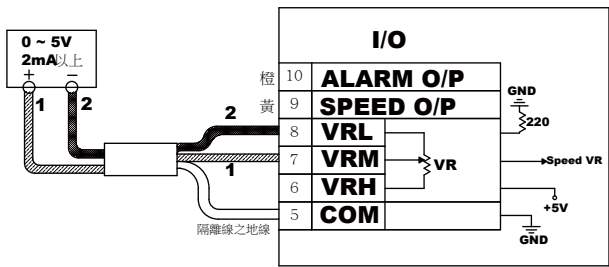 0 ~ 5V
2mA以上
+ −
1 2
I/O
橙 10 ALARM O/P
黃 9 SPEED O/P
GND
2 8 VRL 220
1 7 VRM VR Speed VR
6 VRH +5V
5 COM GND
隔離線之地線